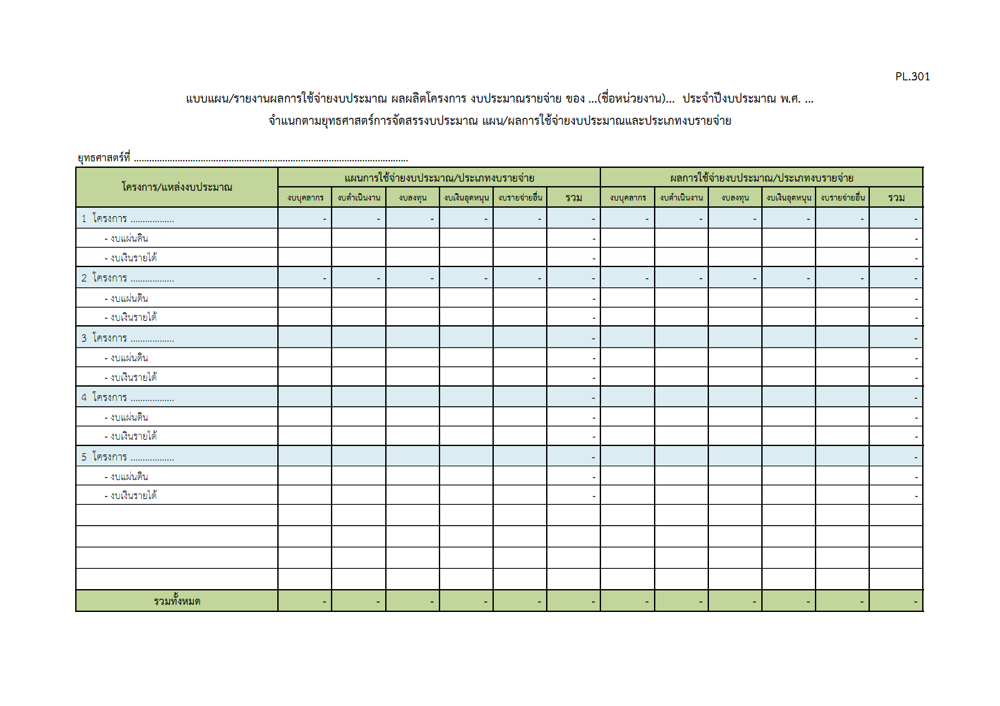 PL.301
แบบแผน/รายงานผลการใช้จ่ายงบประมาณ ผลผลิตโครงการ งบประมาณรายจ่าย ของ ...(ชื่อหน่วยงาน)... ประจำปีงบประมาณ พ.ศ. ...
จำแนกตามยุทธศาสตร์การจัดสรรงบประมาณ แผน/ผลการใช้จ่ายงบประมาณและประเภทงบรายจ่าย
ยุทธศาสตร์ที่ ...........................................................................................................
โครงการ/แหล่งงบประมาณ แผนการใช้จ่ายงบประมาณ/ประเภทงบรายจ่าย ผลการใช้จ่ายงบประมาณ/ประเภทงบรายจ่าย
งบบุคลากร งบดำเนินงาน งบลงทุน งบเงินอุดหนุน งบรายจ่ายอื่น รวม งบบุคลากร งบดำเนินงาน งบลงทุน งบเงินอุดหนุน งบรายจ่ายอื่น รวม
1 โครงการ .................. - - - - - - - - - - - -
- งบแผ่นดิน - -
- งบเงินรายได้ - -
2 โครงการ .................. - - - - - - - - - - - -
- งบแผ่นดิน - -
- งบเงินรายได้ - -
3 โครงการ .................. - -
- งบแผ่นดิน - -
- งบเงินรายได้ - -
4 โครงการ .................. - -
- งบแผ่นดิน - -
- งบเงินรายได้ - -
5 โครงการ .................. - -
- งบแผ่นดิน - -
- งบเงินรายได้ - -
รวมทั้งหมด - - - - - - - - - - - -